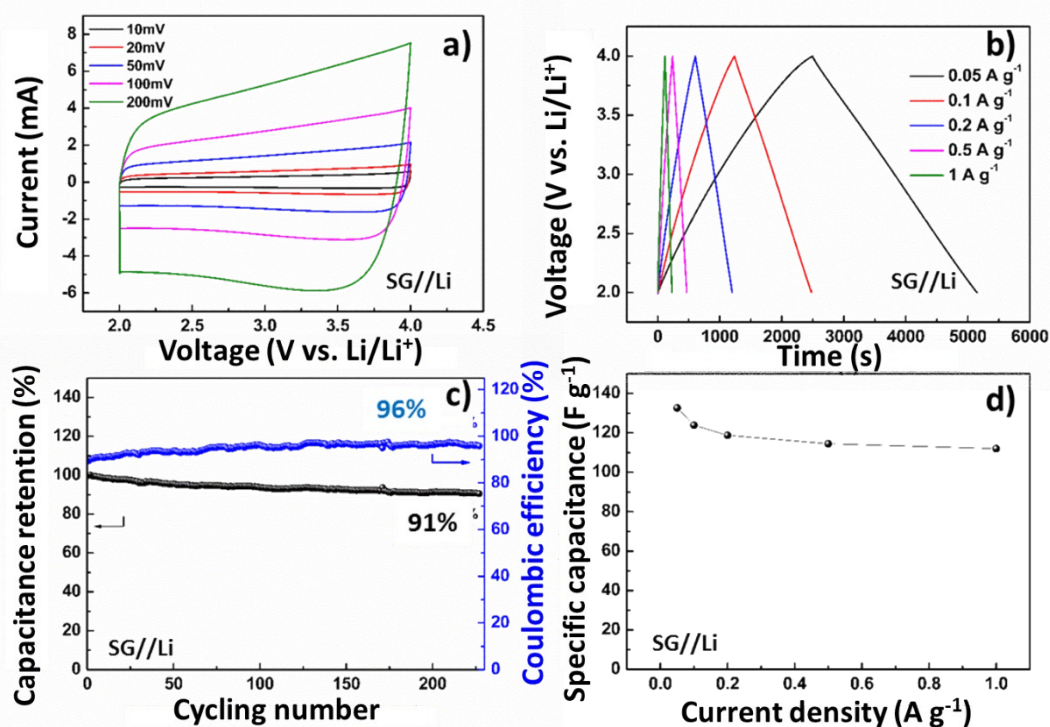 a)
10mV
20mV
50mV
100mV
200mV
8
6
4
2
0
-2
-4
-6
Current (mA)
SG//Li
2.0 2.5 3.0 3.5 4.0 4.5
Voltage (V vs. Li/Li⁺)
b)
0.05 A g⁻¹
0.1 A g⁻¹
0.2 A g⁻¹
0.5 A g⁻¹
1 A g⁻¹
4.0
3.5
3.0
2.5
2.0
Voltage (V vs. Li/Li⁺)
SG//Li
0 1000 2000 3000 4000 5000 6000
Time (s)
c)
96%
91%
140
120
100
80
60
40
20
0
Capacitance retention (%)
120
100
80
60
40
20
0
Coulombic efficiency (%)
SG//Li
0 50 100 150 200
Cycling number
d)
140
120
100
80
60
40
20
0
Specific capacitance (F g⁻¹)
SG//Li
0.0 0.2 0.4 0.6 0.8 1.0
Current density (A g⁻¹)